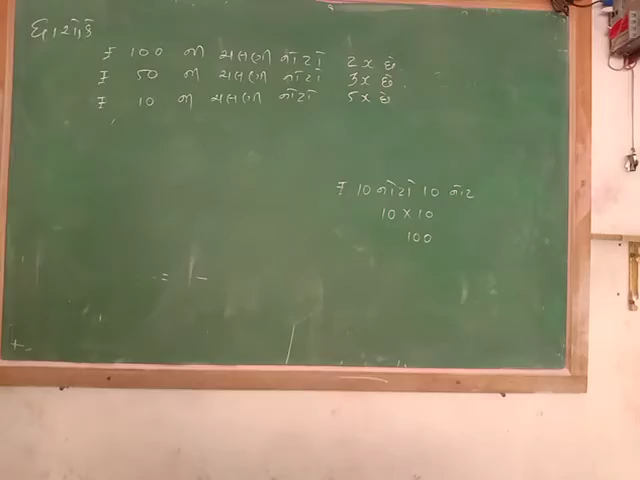 ધારોકે
₹ 100 ની ચલણી નોટો 2x છે
₹ 50 ની ચલણી નોટો 3x છે
₹ 10 ની ચલણી નોટો 5x છે
₹ 10 નોટો 10 નોટ
10 × 10
100